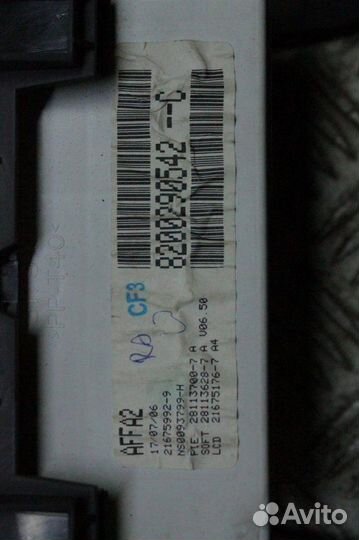 8200290542--C
CF3
AFFA2
17/07/06
21675992-9
NS0093799-H
PIE 28113700-7 A
SOFT 28113628-7 A V06.50
LCD 21675176-7 A4
>PP-T40<
Avito